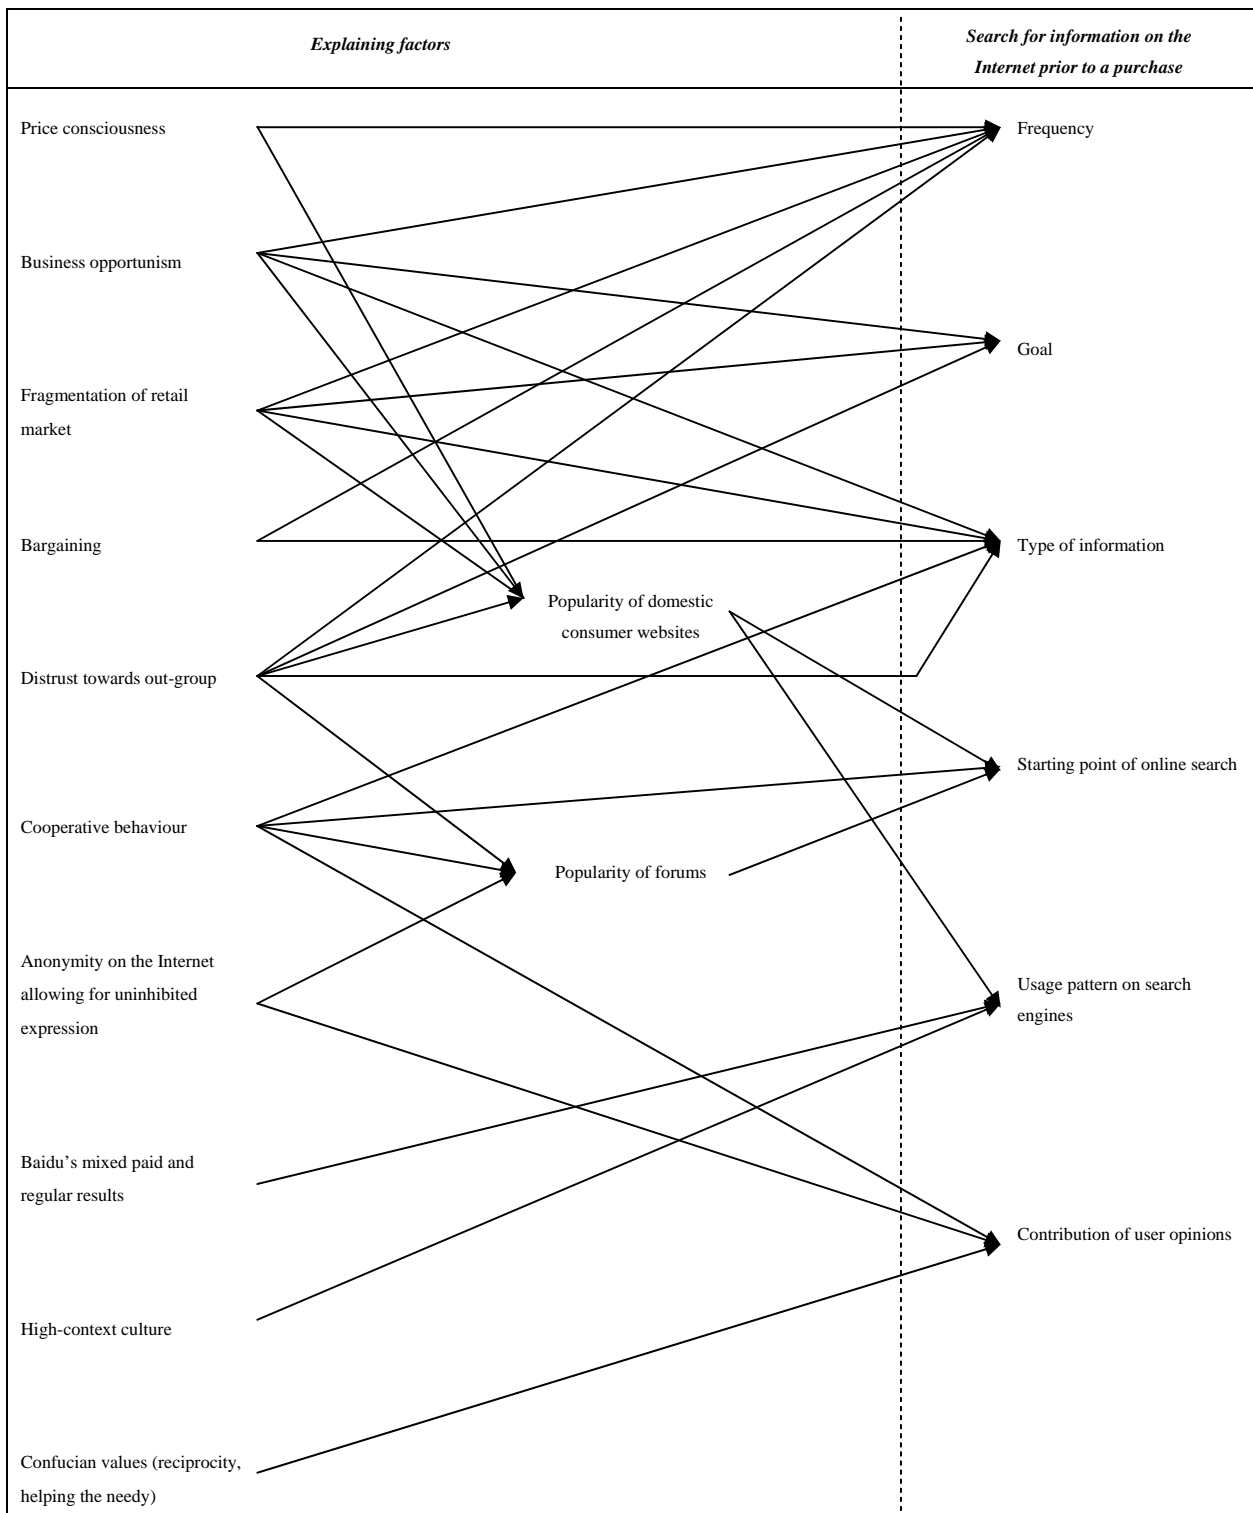 Explaining factors
Search for information on the
Internet prior to a purchase
Price consciousness
Frequency
Business opportunism
Goal
Fragmentation of retail
market
Bargaining
Type of information
Popularity of domestic
consumer websites
Distrust towards out-group
Starting point of online search
Cooperative behaviour
Popularity of forums
Anonymity on the Internet
allowing for uninhibited
expression
Usage pattern on search
engines
Baidu’s mixed paid and
regular results
Contribution of user opinions
High-context culture
Confucian values (reciprocity,
helping the needy)